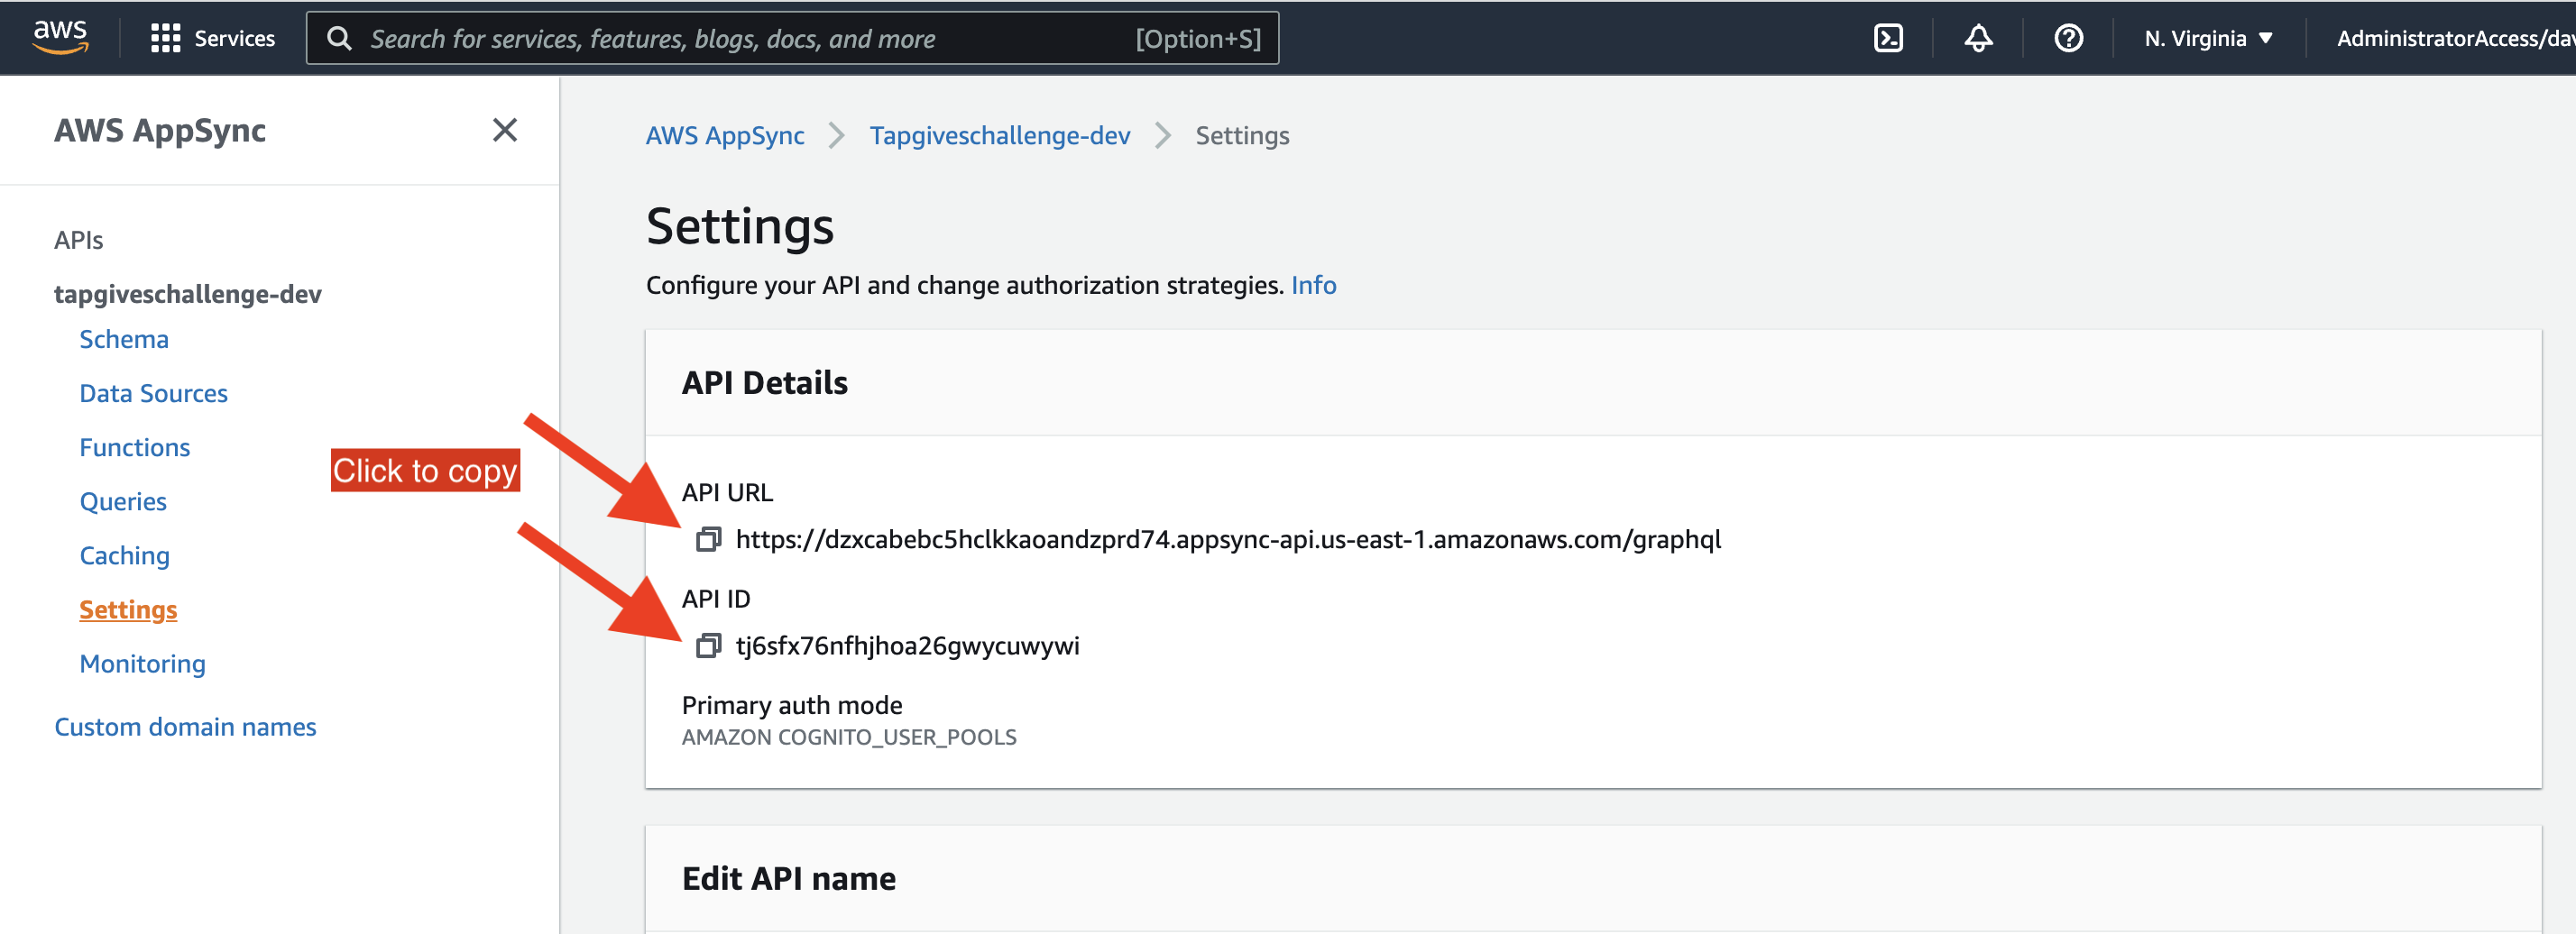 aws
Services
Search for services, features, blogs, docs, and more
[Option+S]
N. Virginia
AdministratorAccess/dav
AWS AppSync
APIs
tapgiveschallenge-dev
Schema
Data Sources
Functions
Queries
Caching
Settings
Monitoring
Custom domain names
Click to copy
AWS AppSync
Tapgiveschallenge-dev
Settings
Settings
Configure your API and change authorization strategies. Info
API Details
API URL
https://dzxcabebc5hclkkaoandzprd74.appsync-api.us-east-1.amazonaws.com/graphql
API ID
tj6sfx76nfhjhoa26gwycuwywi
Primary auth mode
AMAZON COGNITO_USER_POOLS
Edit API name